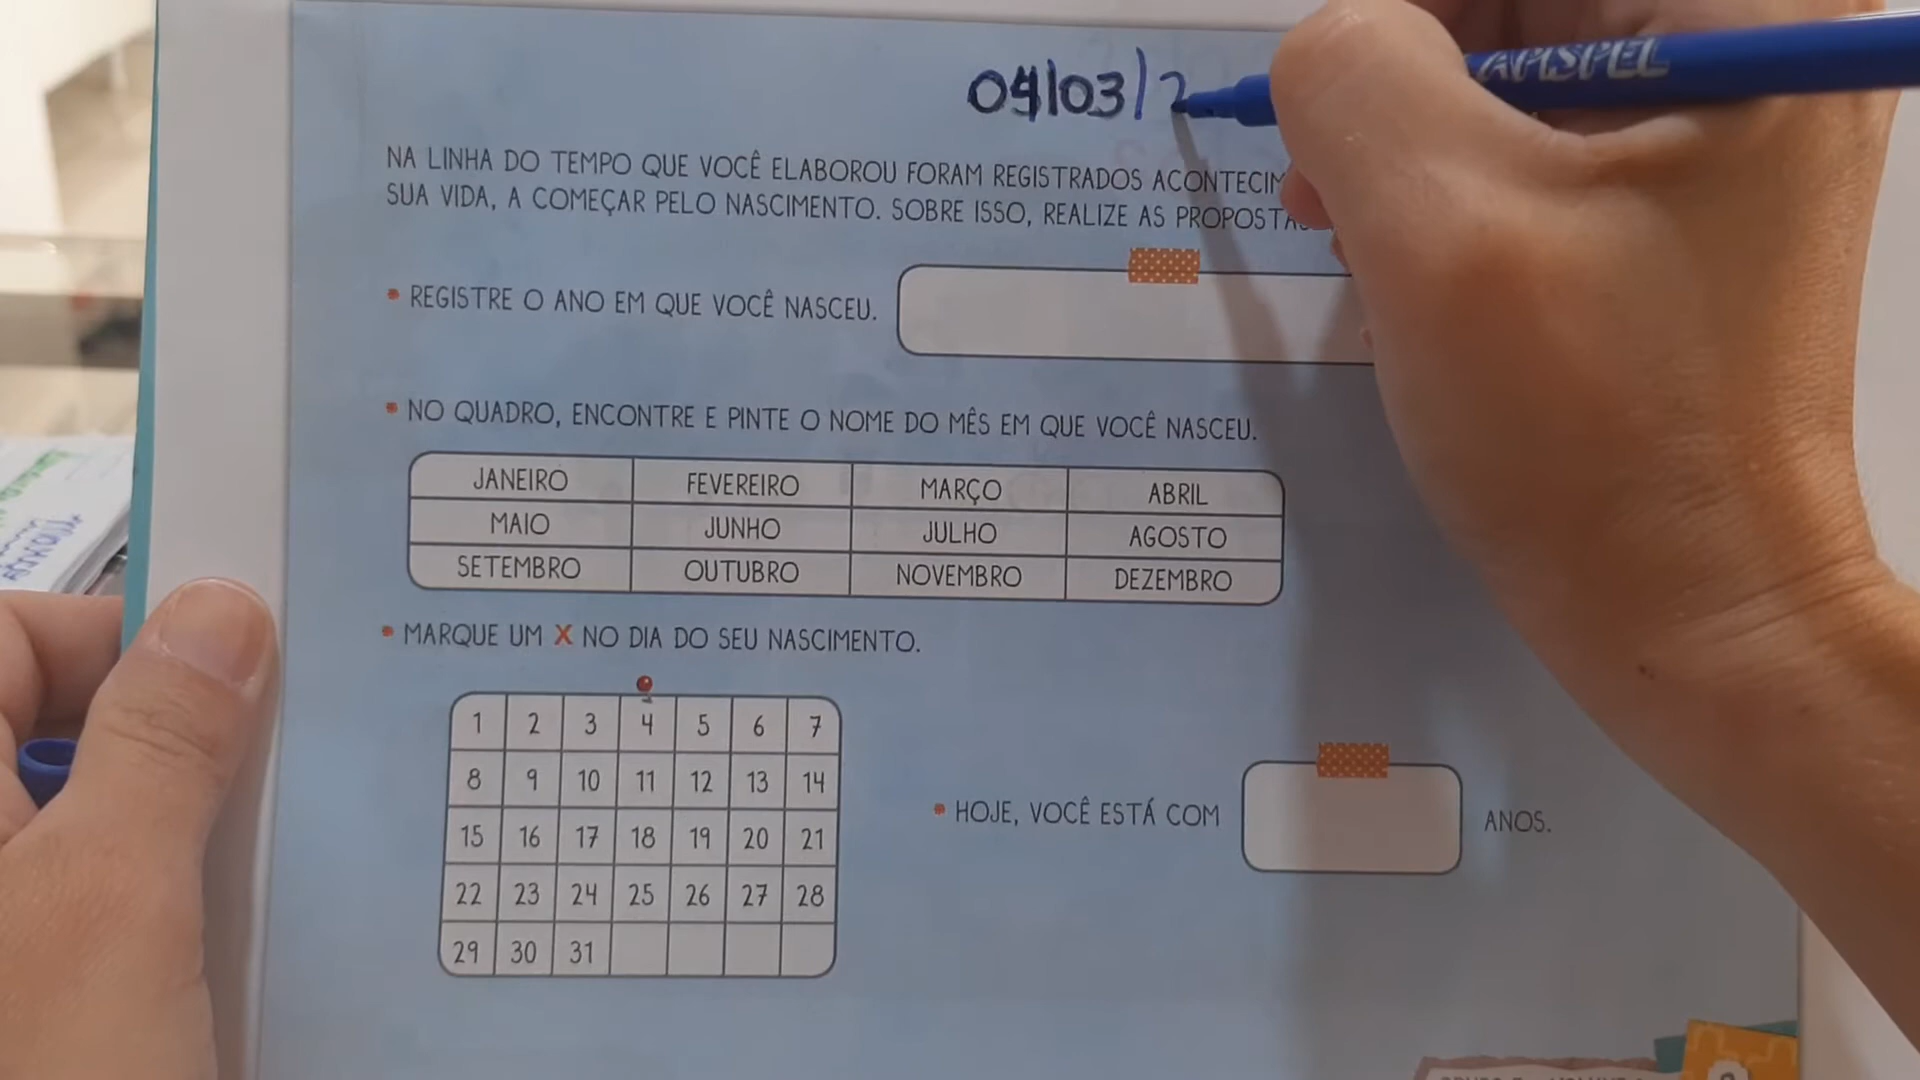 04/03/2
APISPEL
NA LINHA DO TEMPO QUE VOCÊ ELABOROU FORAM REGISTRADOS
SUA VIDA, A COMEÇAR PELO NASCIMENTO. SOBRE ISSO, REALIZE AS
• REGISTRE O ANO EM QUE VOCÊ NASCEU.
• NO QUADRO, ENCONTRE E PINTE O NOME DO MÊS EM QUE VOCÊ NASCEU.
JANEIRO FEVEREIRO MARÇO ABRIL
MAIO JUNHO JULHO AGOSTO
SETEMBRO OUTUBRO NOVEMBRO DEZEMBRO
• MARQUE UM X NO DIA DO SEU NASCIMENTO.
1 2 3 4 5 6 7
8 9 10 11 12 13 14
15 16 17 18 19 20 21
22 23 24 25 26 27 28
29 30 31
• HOJE, VOCÊ ESTÁ COM ANOS.